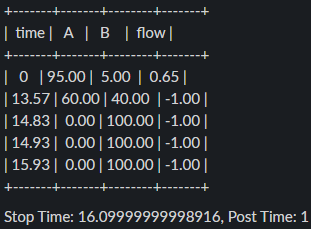 +-------+-------+--------+-------+
| time | A | B | flow |
+-------+-------+--------+-------+
| 0 | 95.00 | 5.00 | 0.65 |
| 13.57 | 60.00 | 40.00 | -1.00 |
| 14.83 | 0.00 | 100.00 | -1.00 |
| 14.93 | 0.00 | 100.00 | -1.00 |
| 15.93 | 0.00 | 100.00 | -1.00 |
+-------+-------+--------+-------+
Stop Time: 16.09999999998916, Post Time: 1